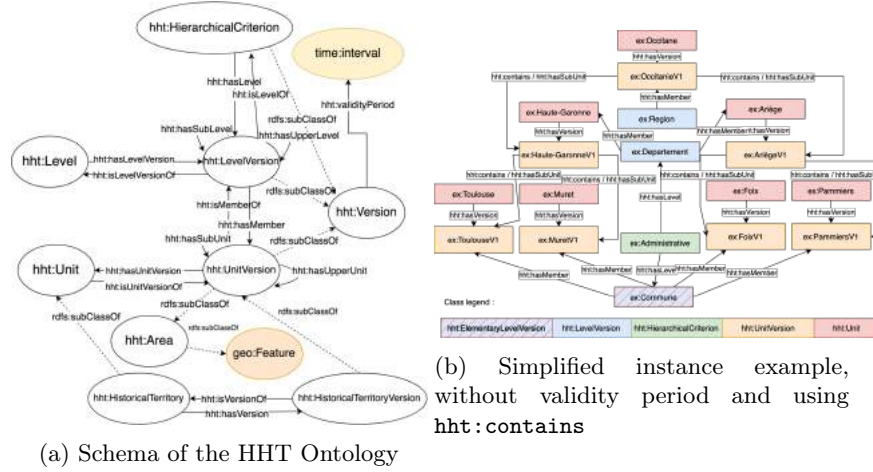 hht:HierarchicalCriterion
time:interval
hht:hasLevel
hht:isLevelOf
hht:validityPeriod
rdfs:subClassOf
hht:hasSubLevel
hht:hasUpperLevel
hht:Level
hht:hasLevelVersion
hht:LevelVersion
hht:isLevelVersionOf
rdfs:subClassOf
hht:isMemberOf
hht:Version
hht:hasMember
hht:hasSubUnit
rdfs:subClassOf
hht:Unit
hht:hasUnitVersion
hht:UnitVersion
hht:hasUpperUnit
hht:isUnitVersionOf
rdfs:subClassOf
rdfs:subClassOf
rdfs:subClassOf
hht:Area
rdfs:subClassOf
geo:Feature
hht:HistoricalTerritory
hht:isVersionOf
hht:hasVersion
hht:HistoricalTerritoryVersion
(a) Schema of the HHT Ontology
ex:Occitane
hht:hasVersion
hht:contains / hht:hasSubUnit
ex:OccitanieV1
hht:contains / hht:hasSubUnit
hht:hasMember
ex:Haute-Garonne
ex:Region
ex:Ariège
hht:hasVersion
hht:hasMember
hht:hasMember
hht:hasVersion
ex:Haute-GaronneV1
ex:Departement
ex:AriègeV1
hht:contains / hht:hasSubUnit
hht:contains / hht:hasSubUnit
ex:Toulouse
ex:Muret
ex:Foix
ex:Pammiers
hht:hasVersion
hht:hasVersion
hht:hasLevel
hht:hasVersion
hht:hasVersion
ex:ToulouseV1
ex:MuretV1
ex:Administrative
ex:FoixV1
ex:PammiersV1
hht:hasMember
hht:hasMember
hht:hasLevel
hht:hasMember
hht:hasMember
ex:Commune
Class legend :
hht:ElementaryLevelVersion
hht:LevelVersion
hht:HierarchicalCriterion
hht:UnitVersion
hht:Unit
(b) Simplified instance example,
without validity period and using
hht:contains